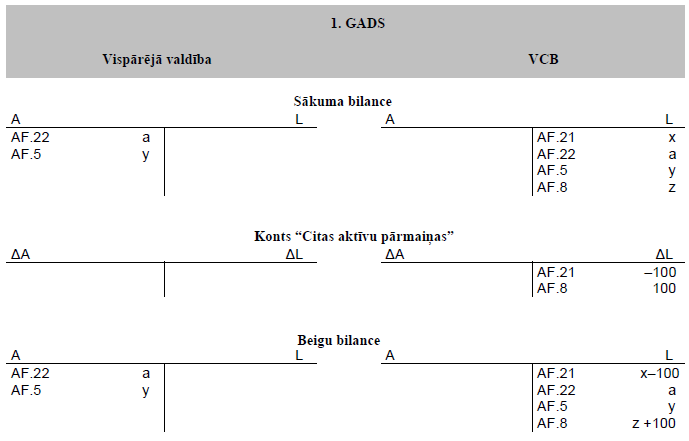 1. GADS
Vispārējā valdība VCB
Sākuma bilance
A L A L
AF.22 a AF.21 x
AF.5 y AF.22 a
AF.5 y
AF.8 z
Konts “Citas aktīvu pārmaiņas”
ΔA ΔL ΔA ΔL
AF.21 –100
AF.8 100
Beigu bilance
A L A L
AF.22 a AF.21 x–100
AF.5 y AF.22 a
AF.5 y
AF.8 z +100